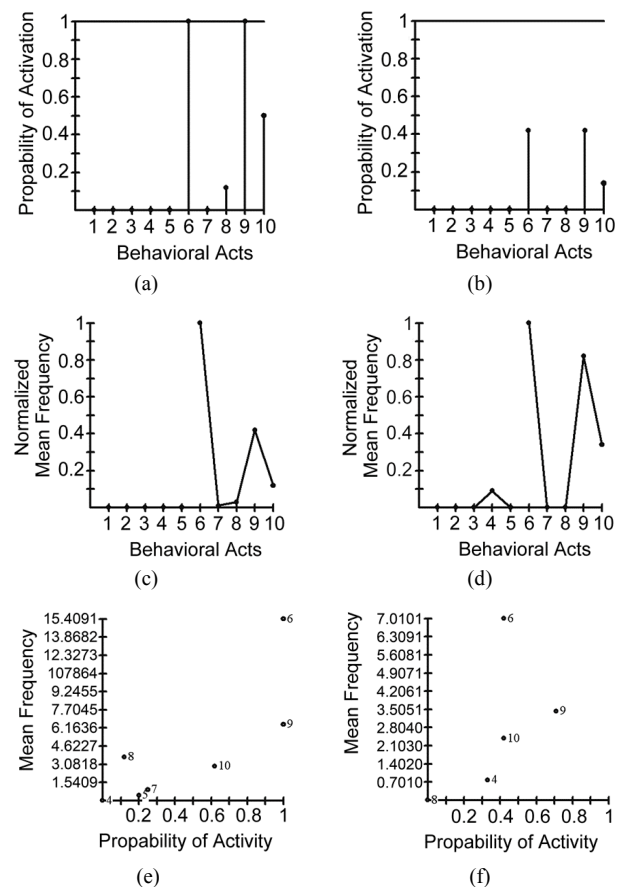 Propability of Activation
1
0.8
0.6
0.4
0.2
1 2 3 4 5 6 7 8 9 10
Behavioral Acts
(a)
Propability of Activation
1
0.8
0.6
0.4
0.2
1 2 3 4 5 6 7 8 9 10
Behavioral Acts
(b)
Normalized
Mean Frequency
1
0.8
0.6
0.4
0.2
1 2 3 4 5 6 7 8 9 10
Behavioral Acts
(c)
Normalized
Mean Frequency
1
0.8
0.6
0.4
0.2
1 2 3 4 5 6 7 8 9 10
Behavioral Acts
(d)
Mean Frequency
15.4091
13.8682
12.3273
107864
9.2455
7.7045
6.1636
4.6227
3.0818
1.5409
6
9
10
8
7
5
4
0.2 0.4 0.6 0.8 1
Propability of Activity
(e)
Mean Frequency
7.0101
6.3091
5.6081
4.9071
4.2061
3.5051
2.8040
2.1030
1.4020
0.7010
6
9
10
4
8
0.2 0.4 0.6 0.8 1
Propability of Activity
(f)